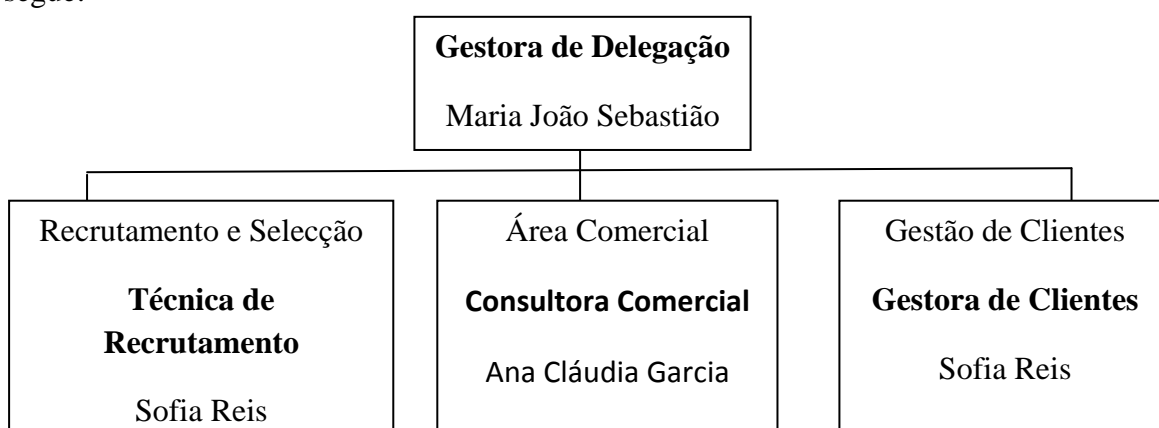 segue:
Gestora de Delegação
Maria João Sebastião
Recrutamento e Selecção
Técnica de
Recrutamento
Sofia Reis
Área Comercial
Consultora Comercial
Ana Cláudia Garcia
Gestão de Clientes
Gestora de Clientes
Sofia Reis